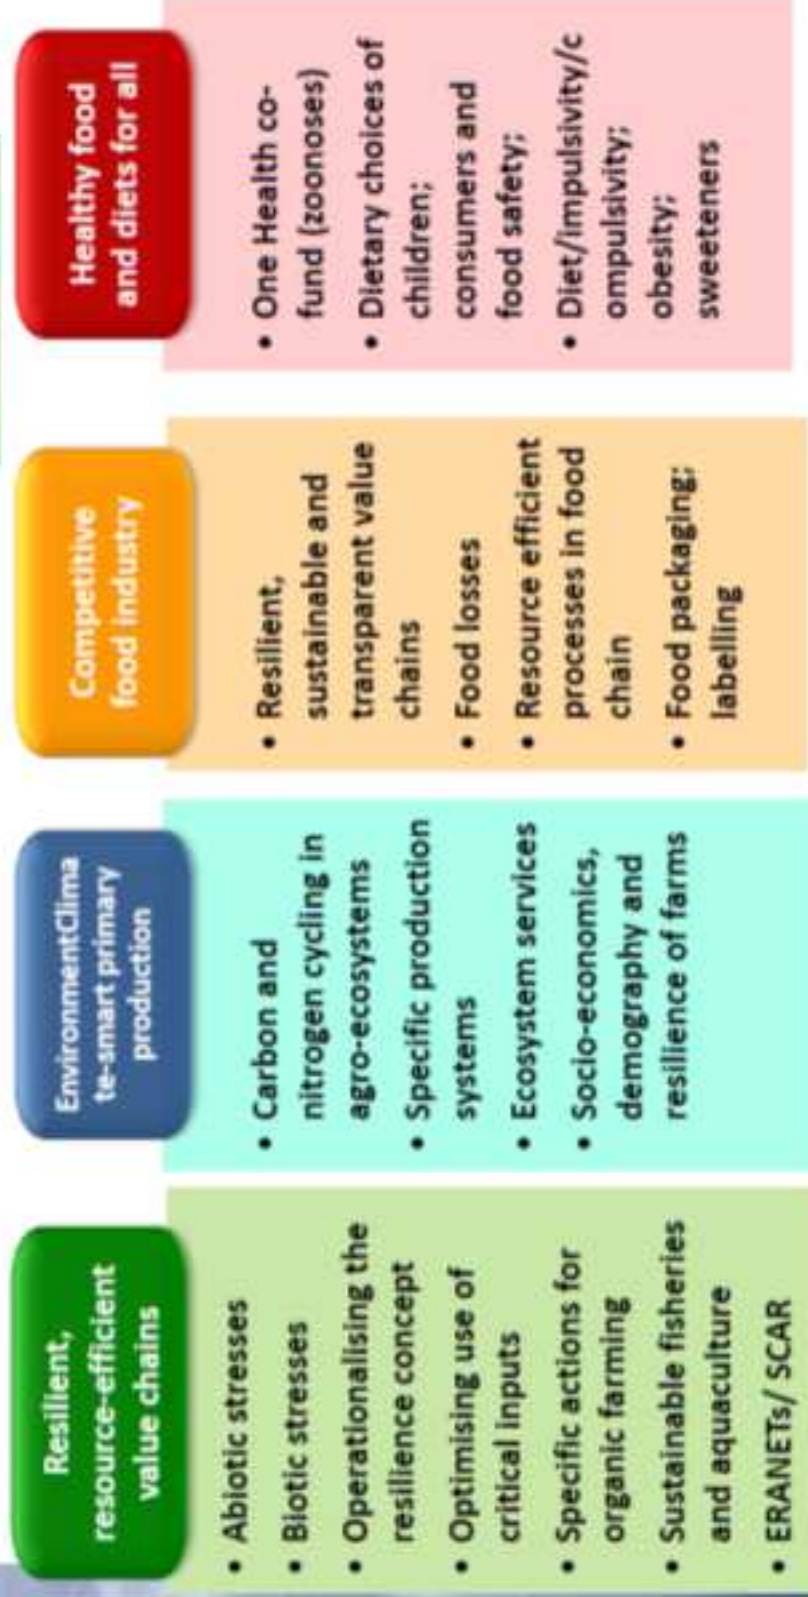 Resilient,
resource-efficient
value chains
• Abiotic stresses
• Biotic stresses
• Operationalising the
resilience concept
• Optimising use of
critical inputs
• Specific actions for
organic farming
• Sustainable fisheries
and aquaculture
• ERANETs/ SCAR
EnvironmentClima
te-smart primary
production
• Carbon and
nitrogen cycling in
agro-ecosystems
• Specific production
systems
• Ecosystem services
• Socio-economics,
demography and
resilience of farms
Competitive
food industry
• Resilient,
sustainable and
transparent value
chains
• Food losses
• Resource efficient
processes in food
chain
• Food packaging;
labelling
Healthy food
and diets for all
• One Health co-
fund (zoonoses)
• Dietary choices of
children;
consumers and
food safety;
• Diet/impulsivity/c
ompulsivity;
obesity;
sweeteners